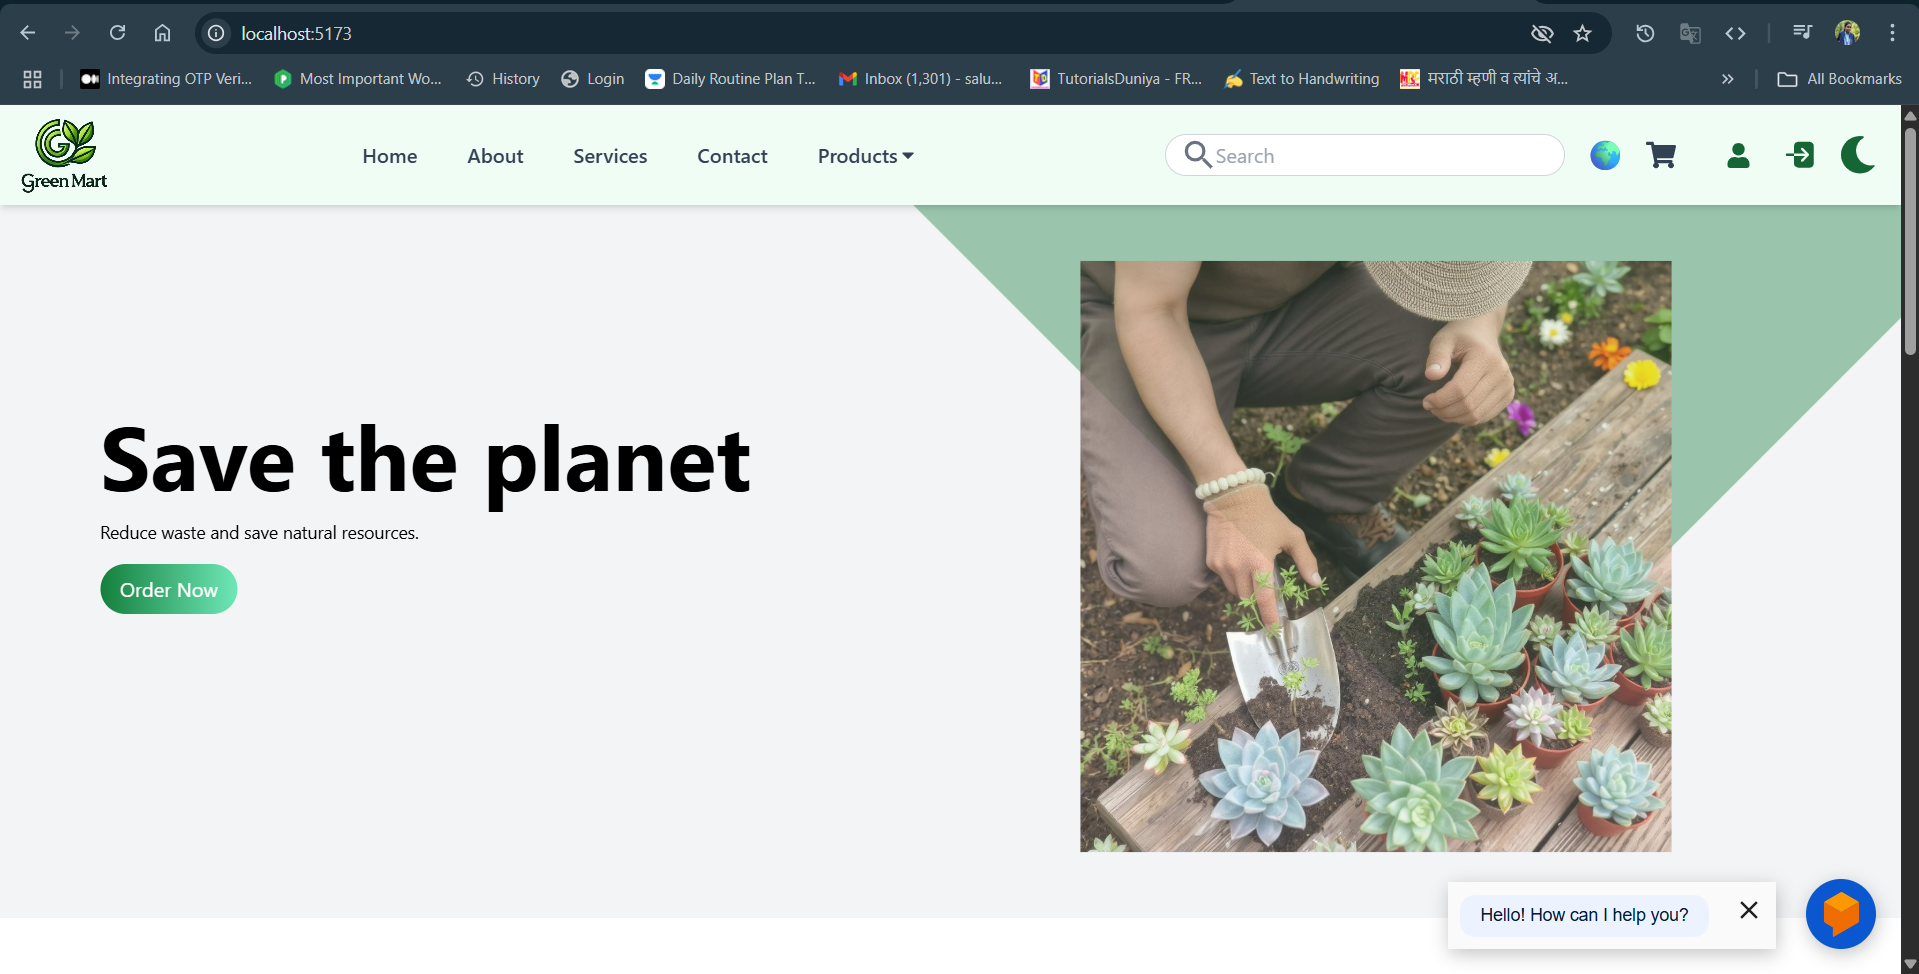 localhost:5173
Integrating OTP Veri... Most Important Wo... History Login Daily Routine Plan T... Inbox (1,301) - salu... TutorialsDuniya - FR... Text to Handwriting मराठी म्हणी व त्यांचे अ... » All Bookmarks
Green Mart
Home About Services Contact Products Search
Save the planet
Reduce waste and save natural resources.
Order Now
Hello! How can I help you?